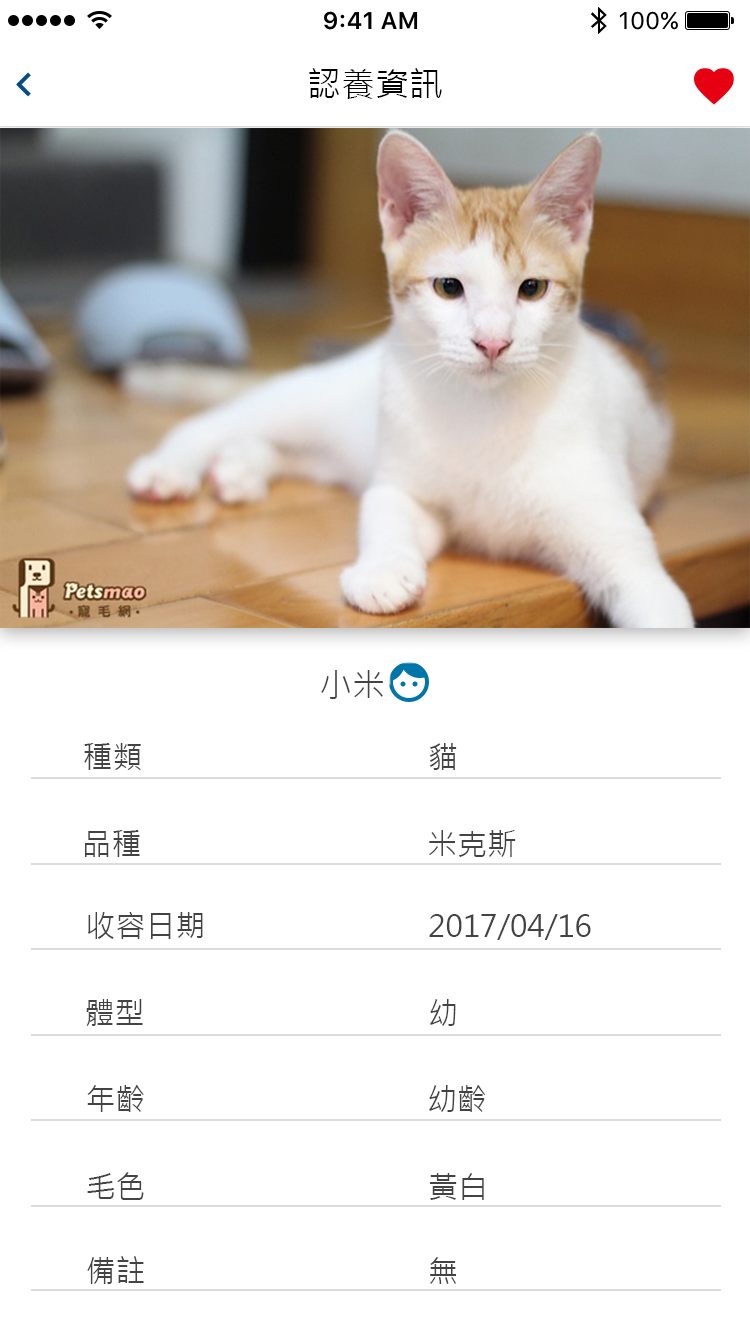 9:41 AM 100%
認養資訊
Petsmao
·寵毛網·
小米
種類 貓
品種 米克斯
收容日期 2017/04/16
體型 幼
年齡 幼齡
毛色 黃白
備註 無